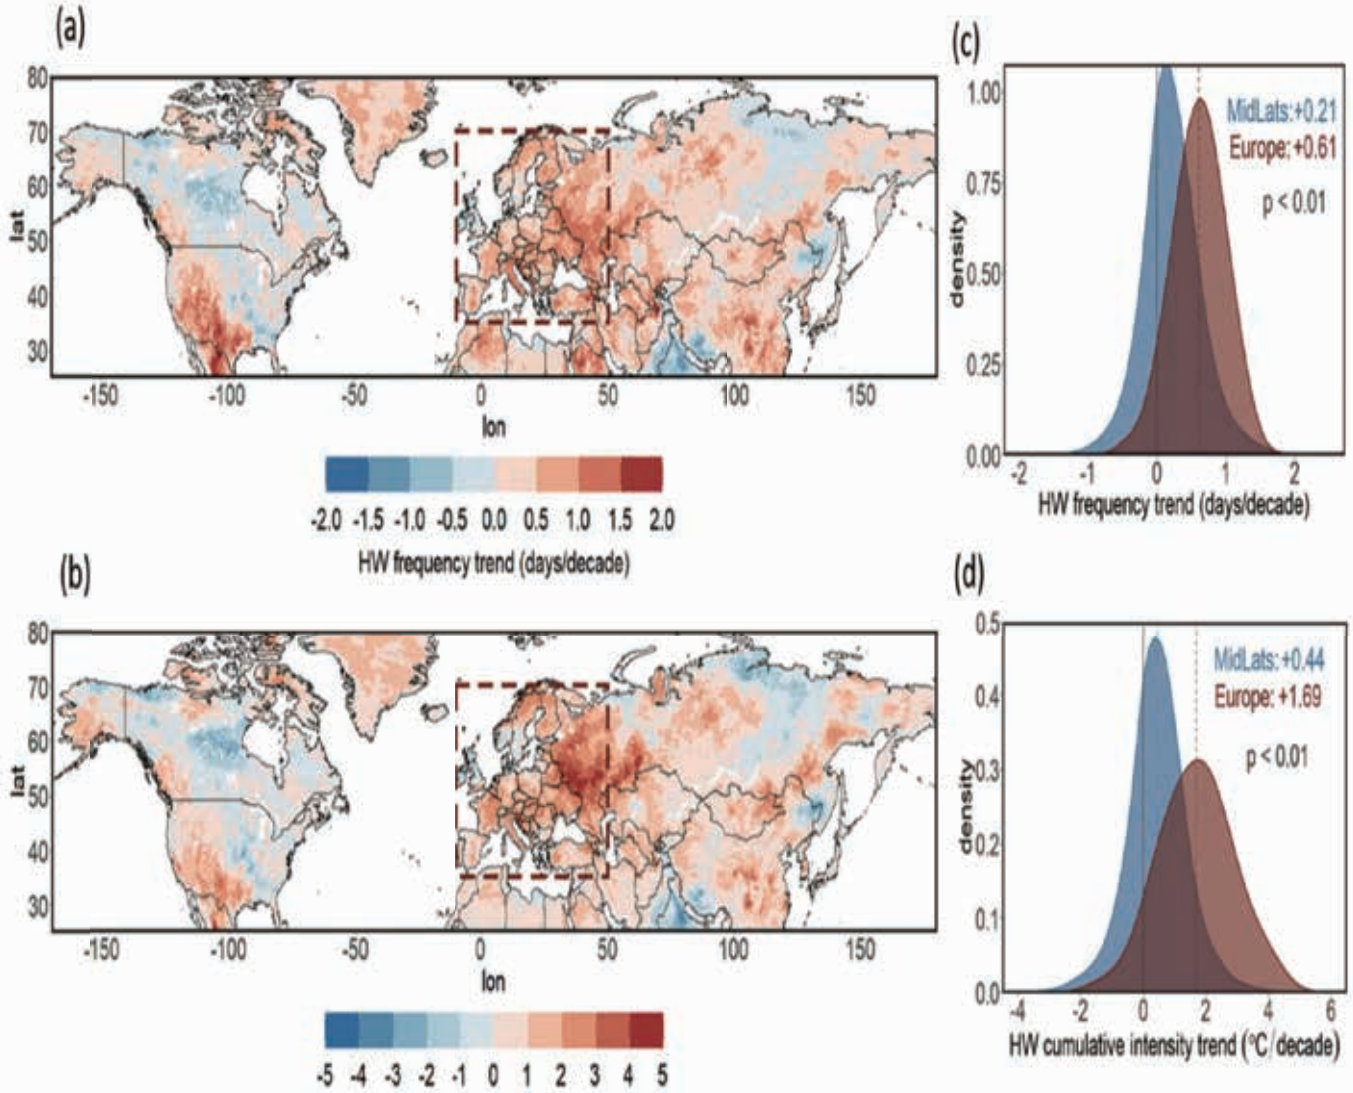 (a)
80
70
60
50
40
30
lat
-150 -100 -50 0 50 100 150
lon
-2.0 -1.5 -1.0 -0.5 0.0 0.5 1.0 1.5 2.0
HW frequency trend (days/decade)
(b)
80
70
60
50
40
30
lat
-150 -100 -50 0 50 100 150
lon
-5 -4 -3 -2 -1 0 1 2 3 4 5
(c)
1.00
0.75
0.50
0.25
0.00
density
MidLats:+0.21
Europe: +0.61
p < 0.01
-2 -1 0 1 2
HW frequency trend (days/decade)
(d)
0.5
0.4
0.3
0.2
0.1
0.0
density
MidLats:+0.44
Europe: +1.69
p < 0.01
-4 -2 0 2 4 6
HW cumulative intensity trend (°C/decade)